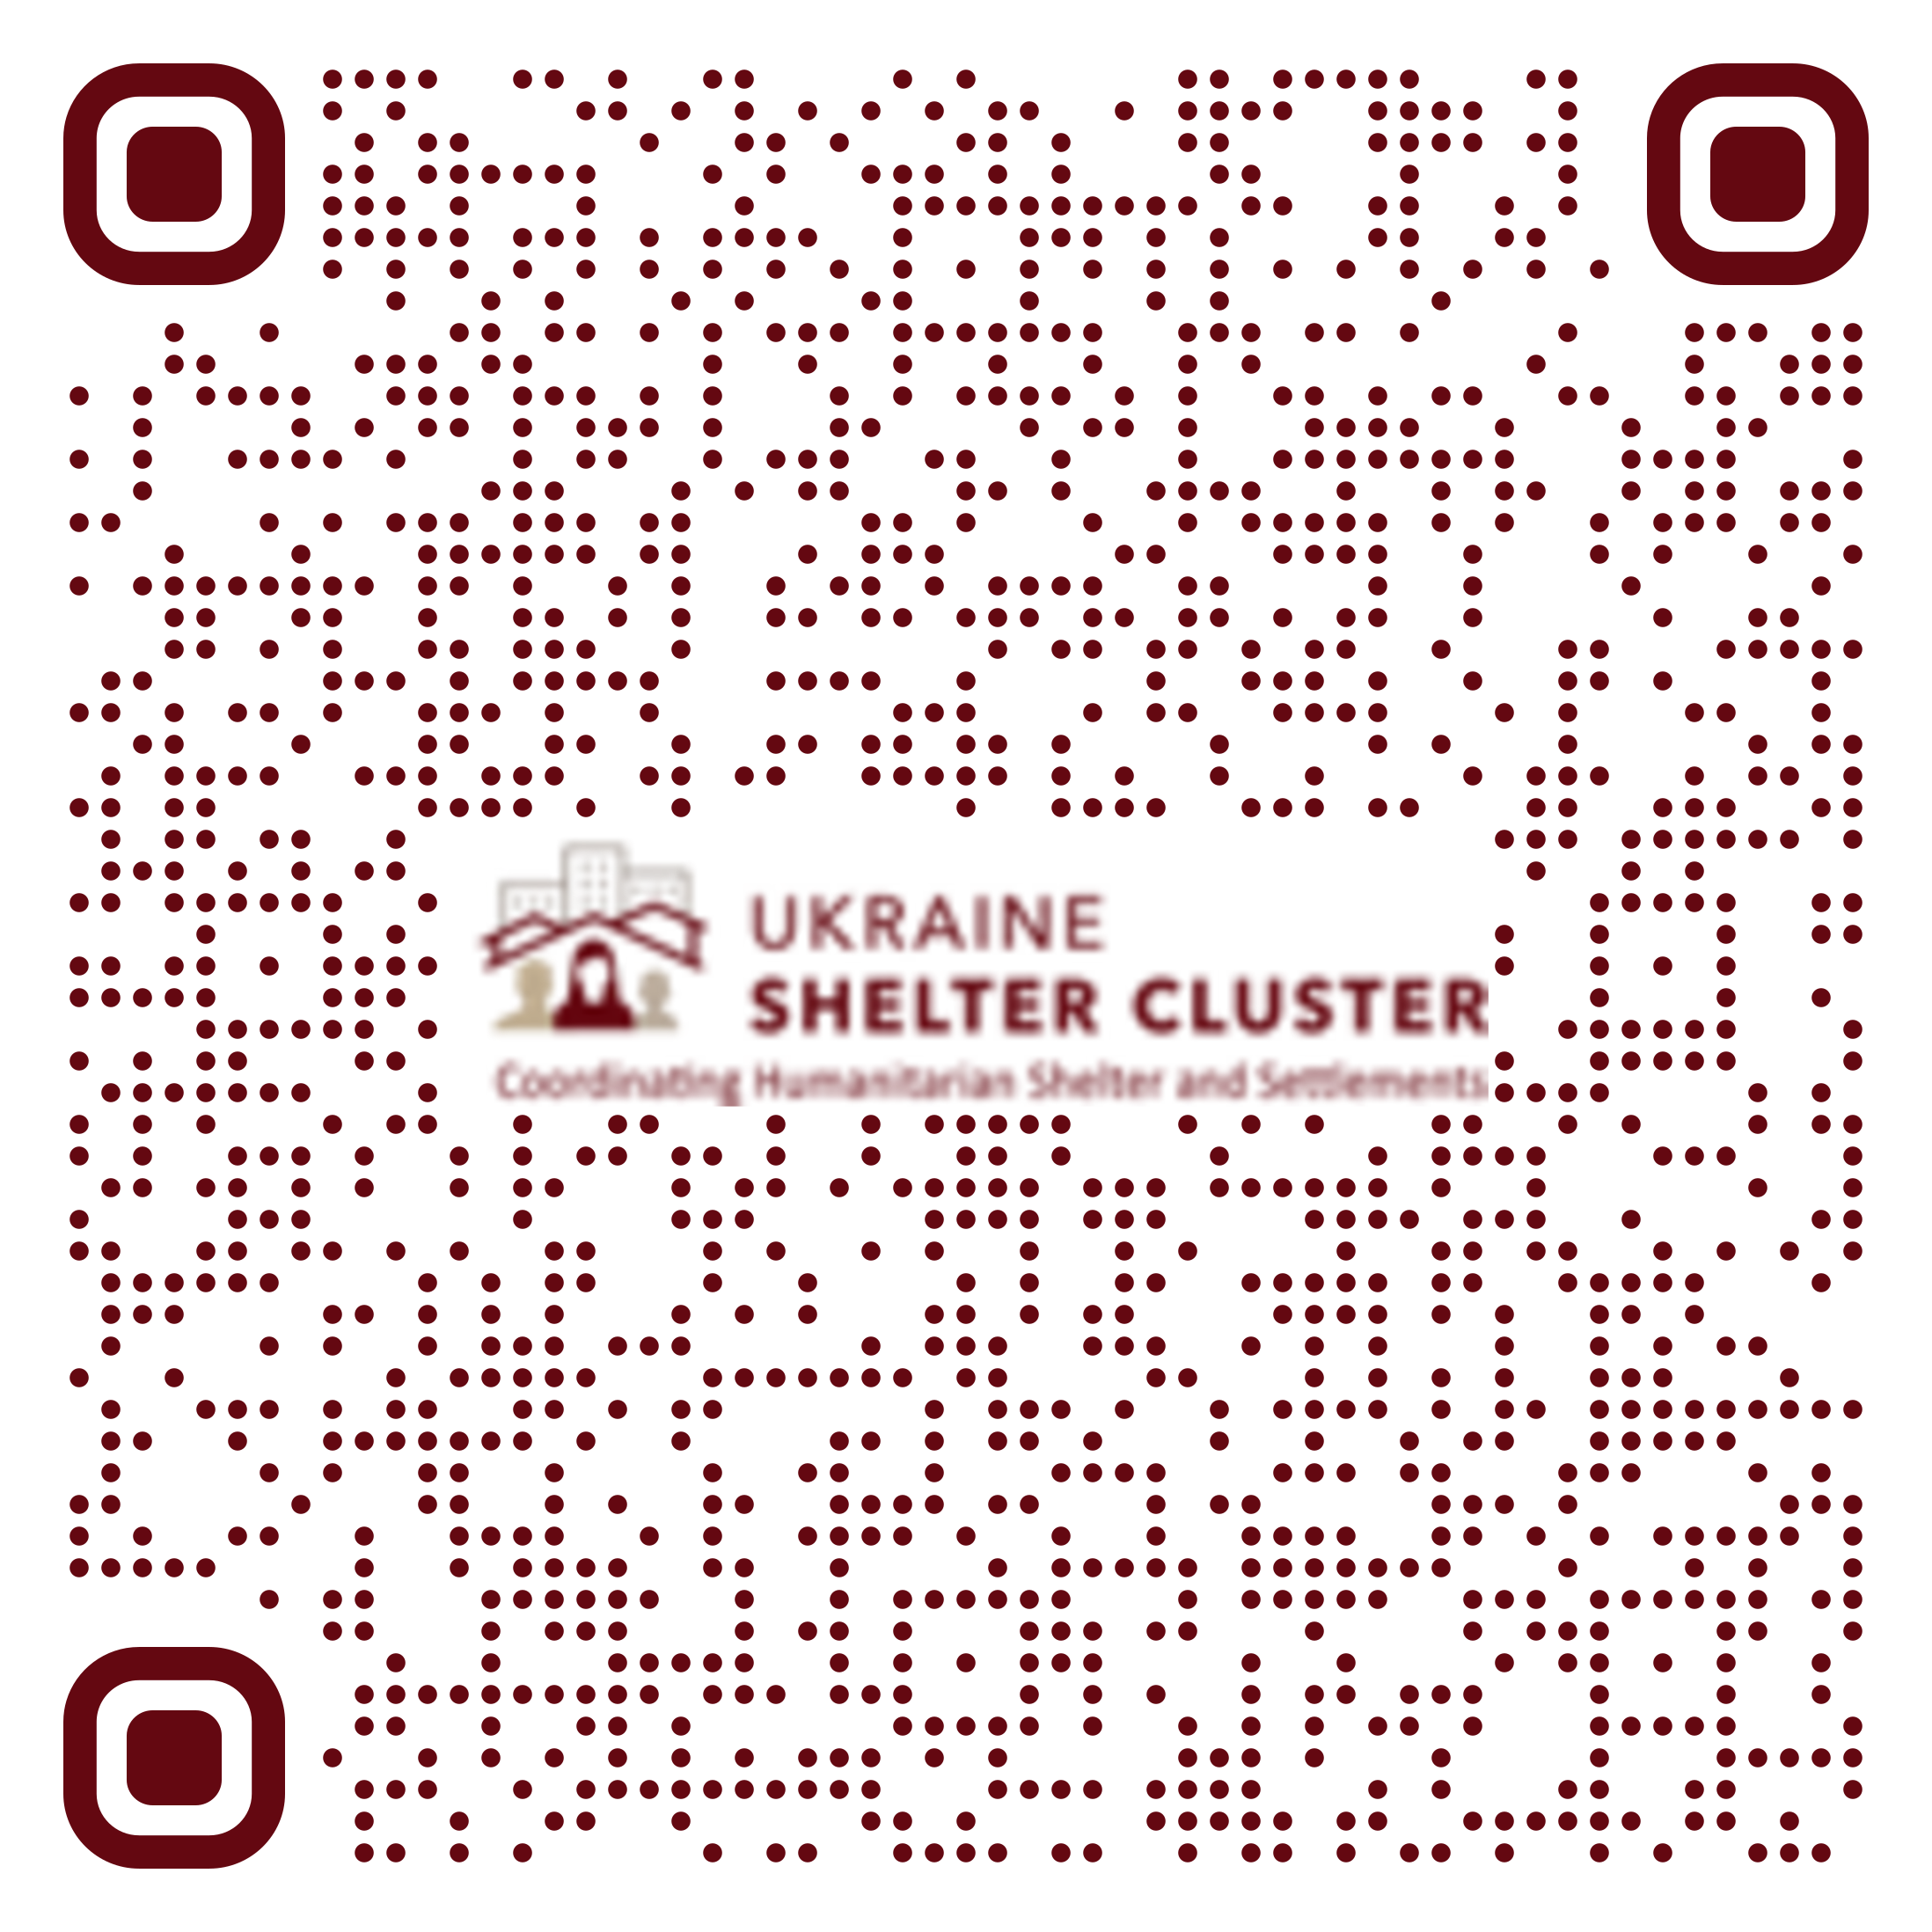 UKRAINE
SHELTER CLUSTER
Coordinating Humanitarian Shelter and Settlements